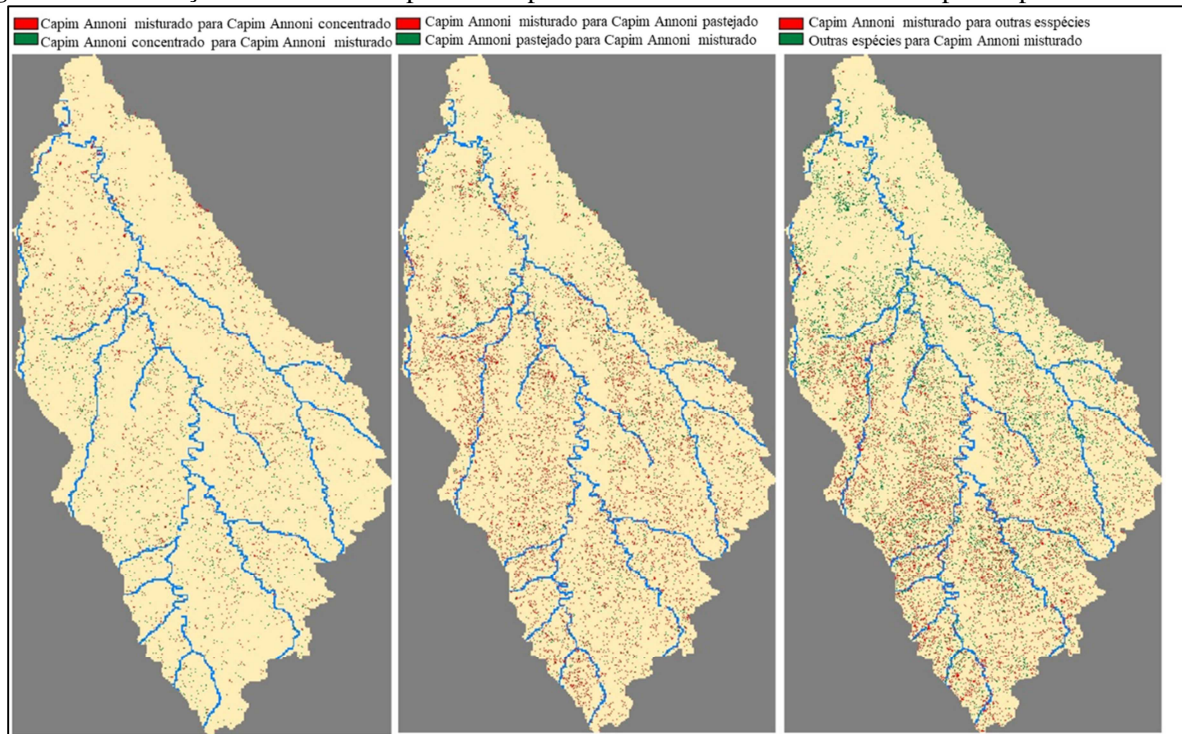 Capim Annoni misturado para Capim Annoni concentrado
Capim Annoni concentrado para Capim Annoni misturado
Capim Annoni misturado para Capim Annoni pastejado
Capim Annoni pastejado para Capim Annoni misturado
Capim Annoni misturado para outras esspécies
Outras espécies para Capim Annoni misturado